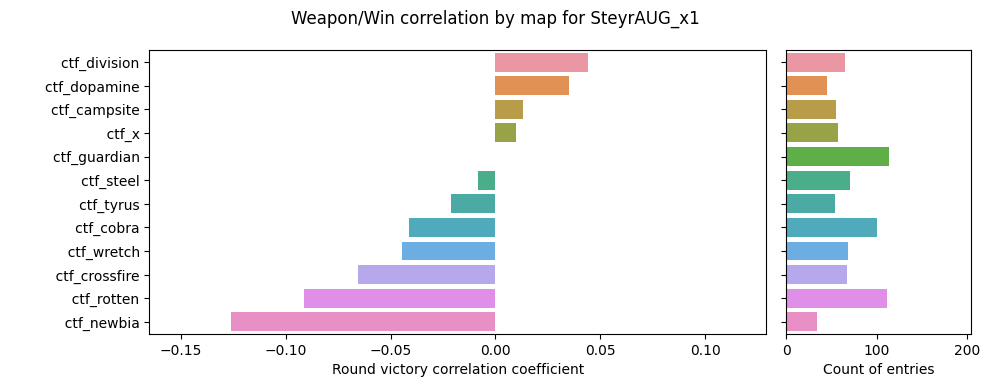 Weapon/Win correlation by map for SteyrAUG_x1
ctf_division
ctf_dopamine
ctf_campsite
ctf_x
ctf_guardian
ctf_steel
ctf_tyrus
ctf_cobra
ctf_wretch
ctf_crossfire
ctf_rotten
ctf_newbia
−0.15 −0.10 −0.05 0.00 0.05 0.10
0 100 200
Round victory correlation coefficient
Count of entries